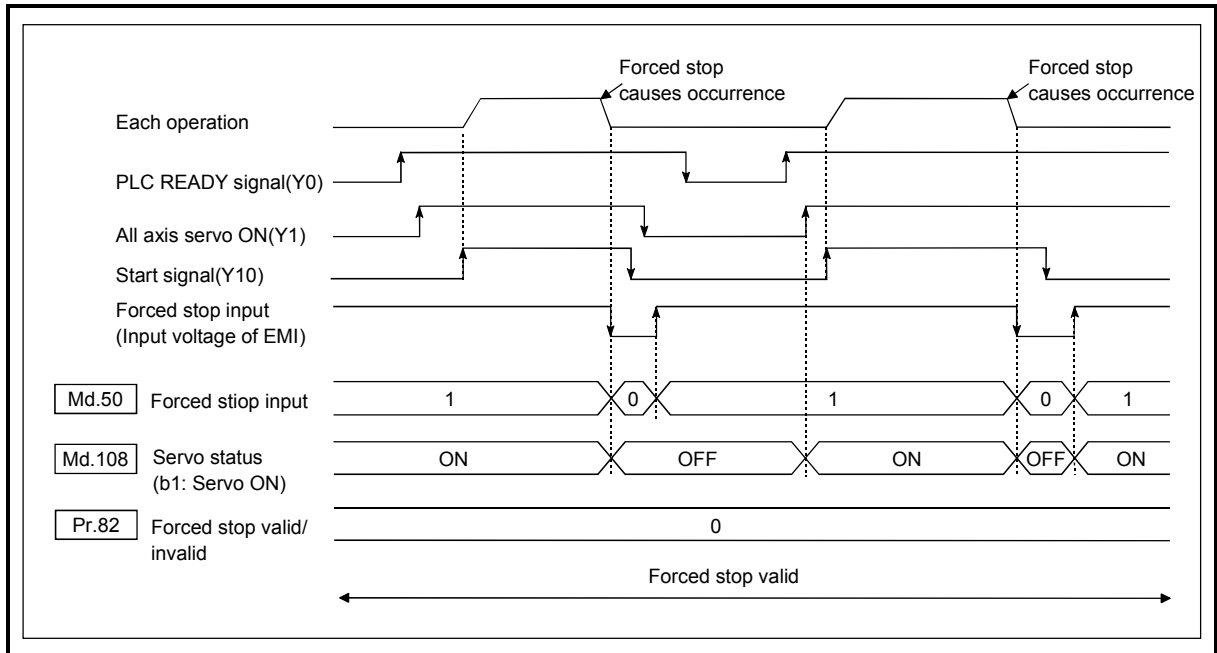 Forced stop
causes occurrence
Forced stop
causes occurrence
Each operation
PLC READY signal(Y0)
All axis servo ON(Y1)
Start signal(Y10)
Forced stop input
(Input voltage of EMI)
Md.50 Forced stiop input 1 0 1 0 1
Md.108 Servo status
(b1: Servo ON)
ON OFF ON OFF ON
Pr.82 Forced stop valid/
invalid
0
Forced stop valid